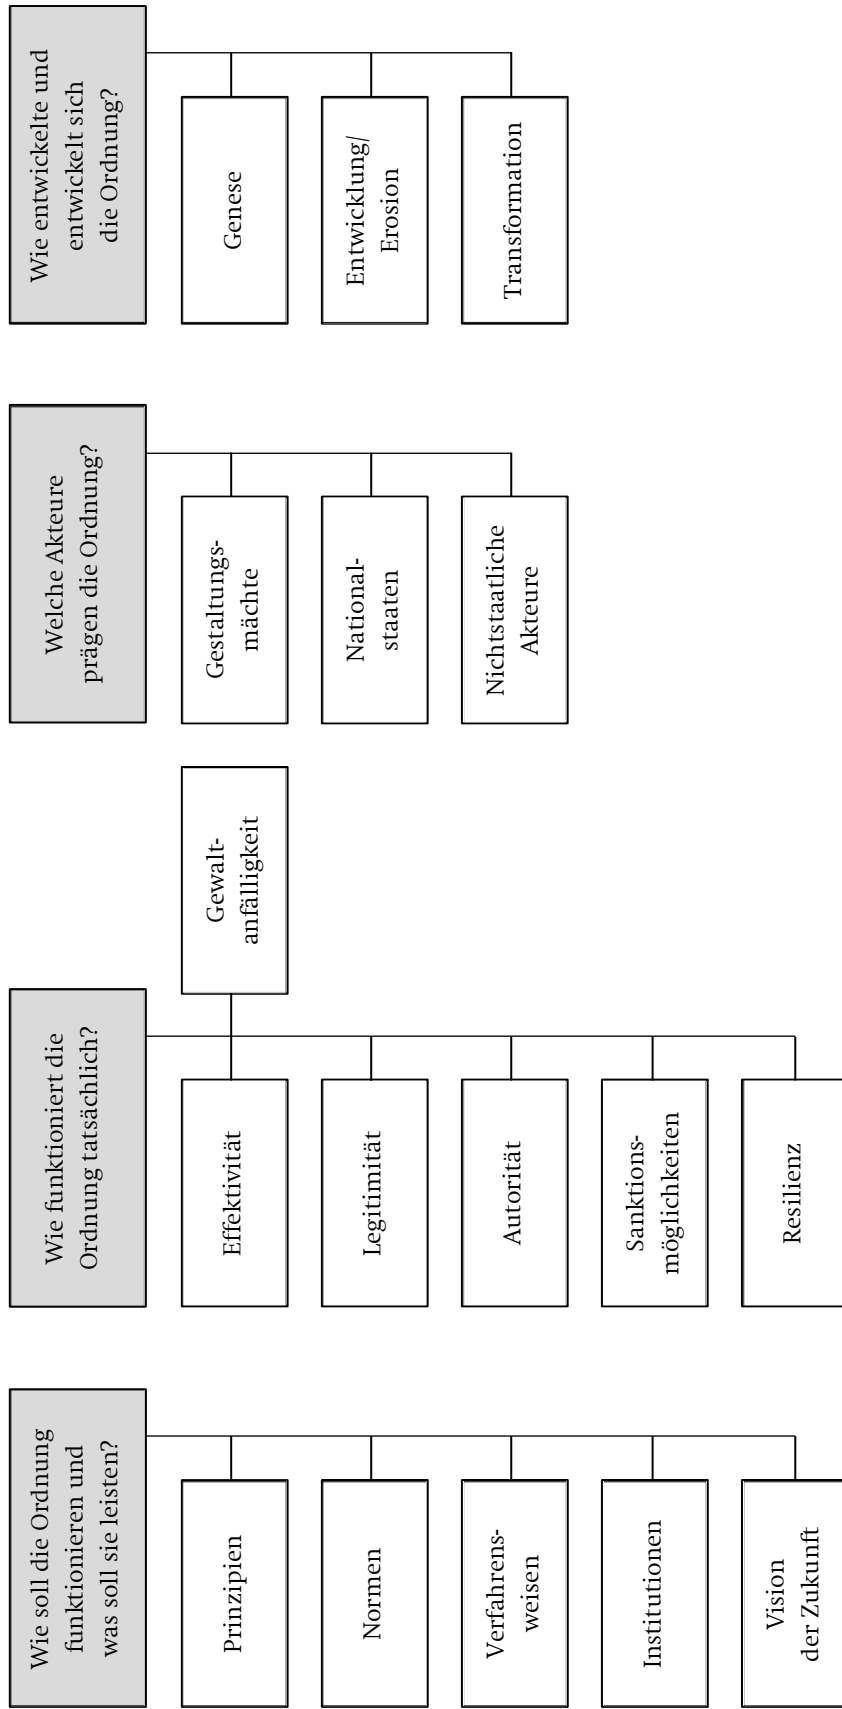 Wie soll die Ordnung
funktionieren und
was soll sie leisten?
Prinzipien
Normen
Verfahrens-
weisen
Institutionen
Vision
der Zukunft
Wie funktioniert die
Ordnung tatsächlich?
Effektivität
Gewalt-
anfälligkeit
Legitimität
Autorität
Sanktions-
möglichkeiten
Resilienz
Welche Akteure
prägen die Ordnung?
Gestaltungs-
mächte
National-
staaten
Nichtstaatliche
Akteure
Wie entwickelte und
entwickelt sich
die Ordnung?
Genese
Entwicklung/
Erosion
Transformation